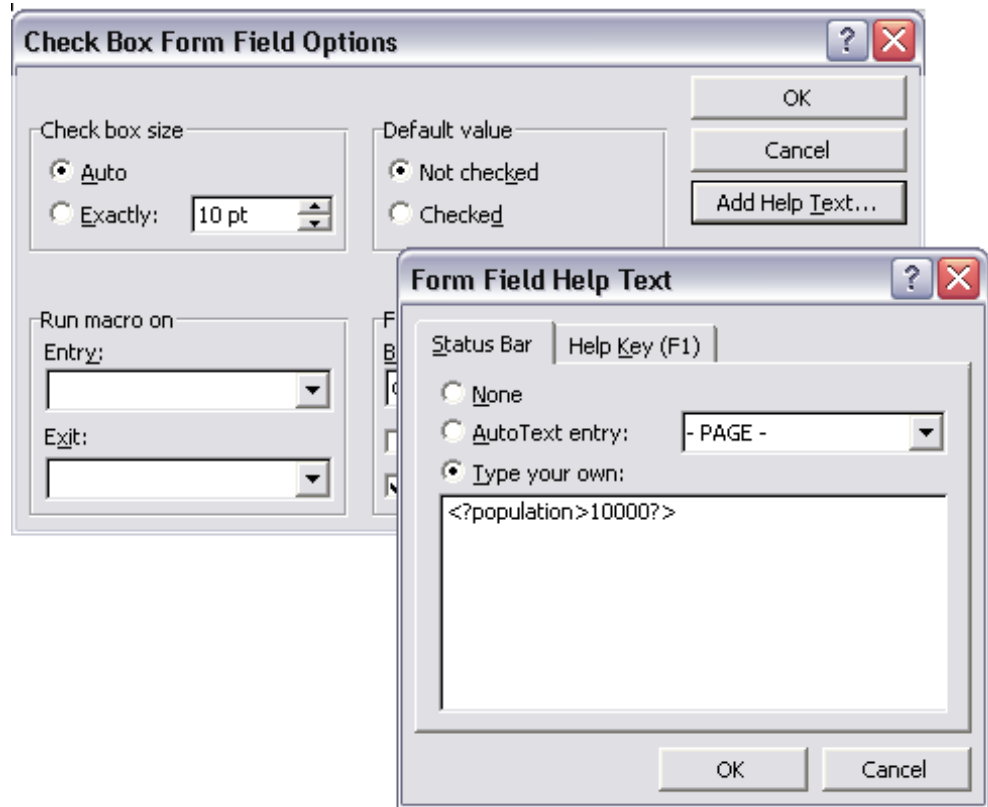 Check Box Form Field Options
OK
Check box size
Default value
Cancel
Auto
Not checked
Add Help Text...
Exactly:
10 pt
Checked
Form Field Help Text
Run macro on
Status Bar
Help Key (F1)
Entry:
None
AutoText entry:
- PAGE -
Exit:
Type your own:
<?population>10000?>
OK
Cancel